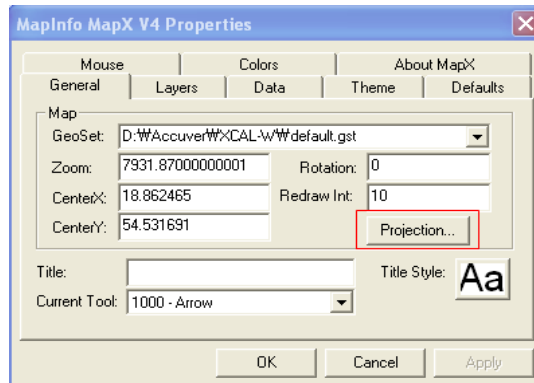 MapInfo MapX V4 Properties
Mouse Colors About MapX
General Layers Data Theme Defaults
Map
GeoSet: D:₩Accuver₩XCAL-W₩default.gst
Zoom: 7931.87000000001 Rotation: 0
CenterX: 18.862465 Redraw Int: 10
CenterY: 54.531691 Projection...
Title: Title Style: Aa
Current Tool: 1000 - Arrow
OK Cancel Apply